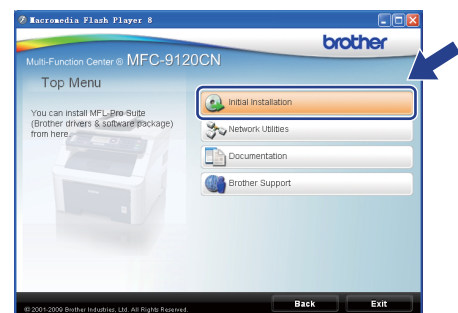 Macromedia Flash Player 8
brother
Multi-Function Center ® MFC-9120CN
Top Menu
You can install MFL-Pro Suite
(Brother drivers & software package)
from here.
Initial Installation
Network Utilities
Documentation
Brother Support
© 2001-2009 Brother Industries, Ltd. All Rights Reserved.
Back
Exit